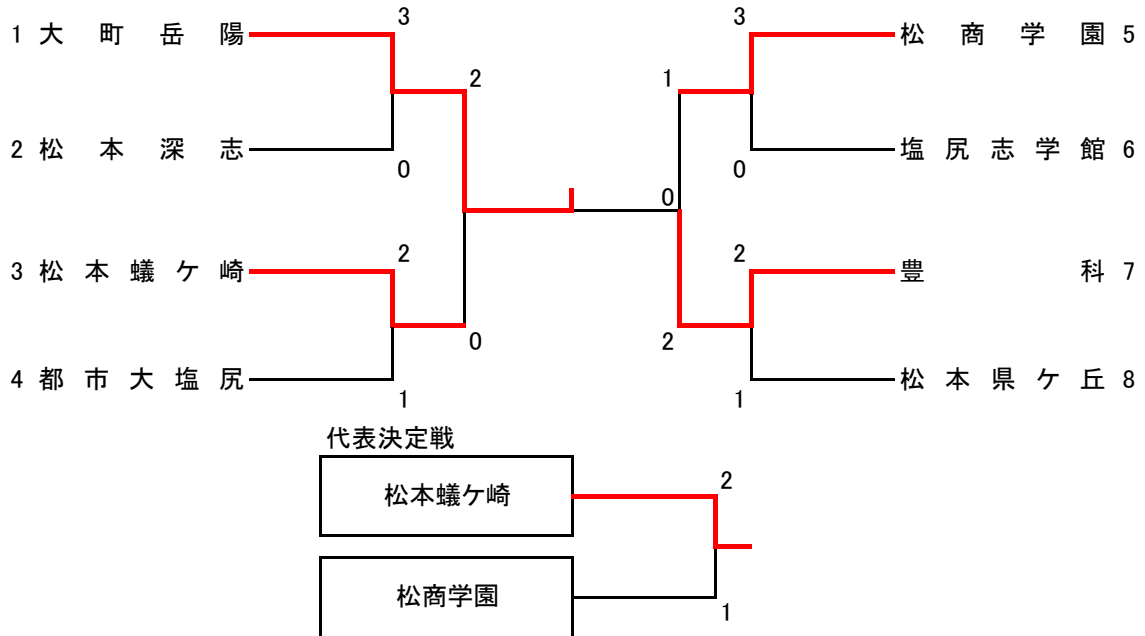 3 3
1 大町岳陽 松商学園 5
2 1
2 松本深志 塩尻志学館 6
0 0
0
2 2
3 松本蟻ケ崎 豊科 7
0 2
4 都市大塩尻 松本県ケ丘 8
1 1
代表決定戦
2
松本蟻ケ崎
松商学園
1